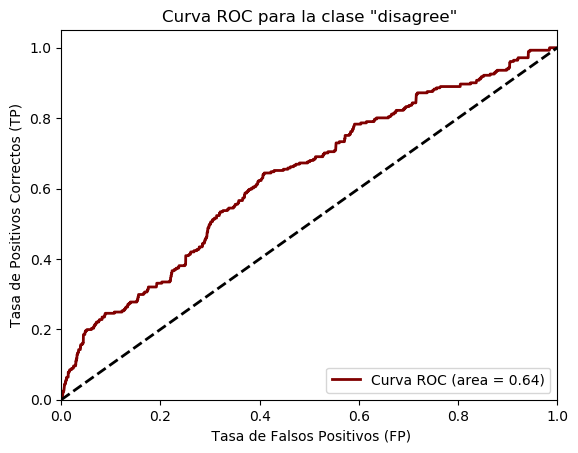 Curva ROC para la clase "disagree"
Tasa de Positivos Correctos (TP)
1.0
0.8
0.6
0.4
0.2
0.0
0.0 0.2 0.4 0.6 0.8 1.0
Curva ROC (area = 0.64)
Tasa de Falsos Positivos (FP)